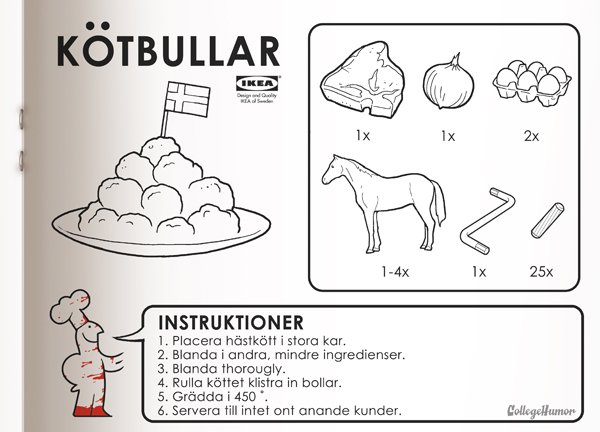 KÖTBULLAR
IKEA
Design and Quality
IKEA of Sweden
1x
1x
2x
1-4x
1x
25x
INSTRUKTIONER
1. Placera hästkött i stora kar.
2. Blanda i andra, mindre ingredienser.
3. Blanda thorougly.
4. Rulla köttet klistra in bollar.
5. Grädda i 450 ˚.
6. Servera till intet ont anande kunder.
CollegeHumor